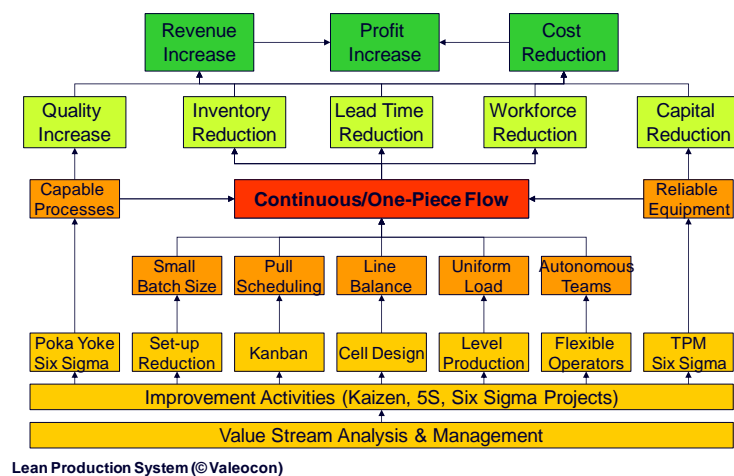 Revenue
Increase
Profit
Increase
Cost
Reduction
Quality
Increase
Inventory
Reduction
Lead Time
Reduction
Workforce
Reduction
Capital
Reduction
Capable
Processes
Continuous/One-Piece Flow
Reliable
Equipment
Small
Batch Size
Pull
Scheduling
Line
Balance
Uniform
Load
Autonomous
Teams
Poka Yoke
Six Sigma
Set-up
Reduction
Kanban
Cell Design
Level
Production
Flexible
Operators
TPM
Six Sigma
Improvement Activities (Kaizen, 5S, Six Sigma Projects)
Value Stream Analysis & Management
Lean Production System (© Valeocon)